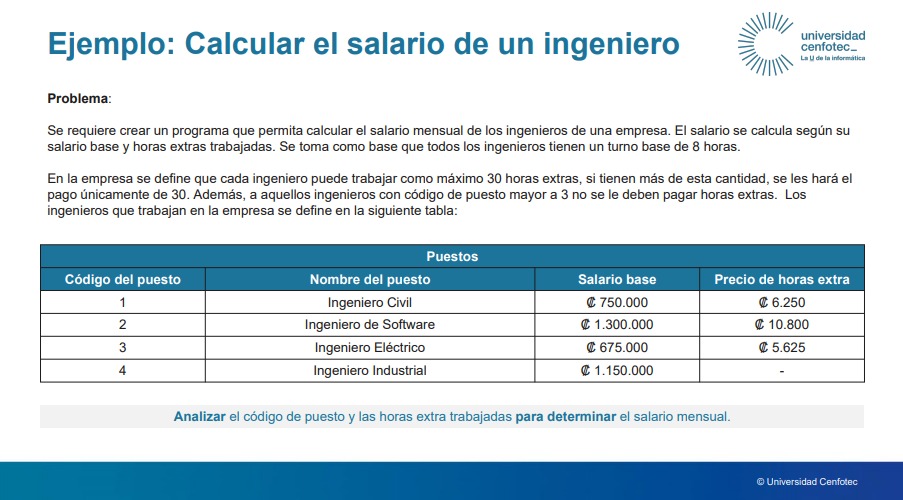 Ejemplo: Calcular el salario de un ingeniero
universidad
cenfotec_
La U de la informática
Problema:
Se requiere crear un programa que permita calcular el salario mensual de los ingenieros de una empresa. El salario se calcula según su
salario base y horas extras trabajadas. Se toma como base que todos los ingenieros tienen un turno base de 8 horas.
En la empresa se define que cada ingeniero puede trabajar como máximo 30 horas extras, si tienen más de esta cantidad, se les hará el
pago únicamente de 30. Además, a aquellos ingenieros con código de puesto mayor a 3 no se le deben pagar horas extras. Los
ingenieros que trabajan en la empresa se define en la siguiente tabla:
Puestos
Código del puesto Nombre del puesto Salario base Precio de horas extra
1 Ingeniero Civil ₡ 750.000 ₡ 6.250
2 Ingeniero de Software ₡ 1.300.000 ₡ 10.800
3 Ingeniero Eléctrico ₡ 675.000 ₡ 5.625
4 Ingeniero Industrial ₡ 1.150.000 -
Analizar el código de puesto y las horas extra trabajadas para determinar el salario mensual.
© Universidad Cenfotec